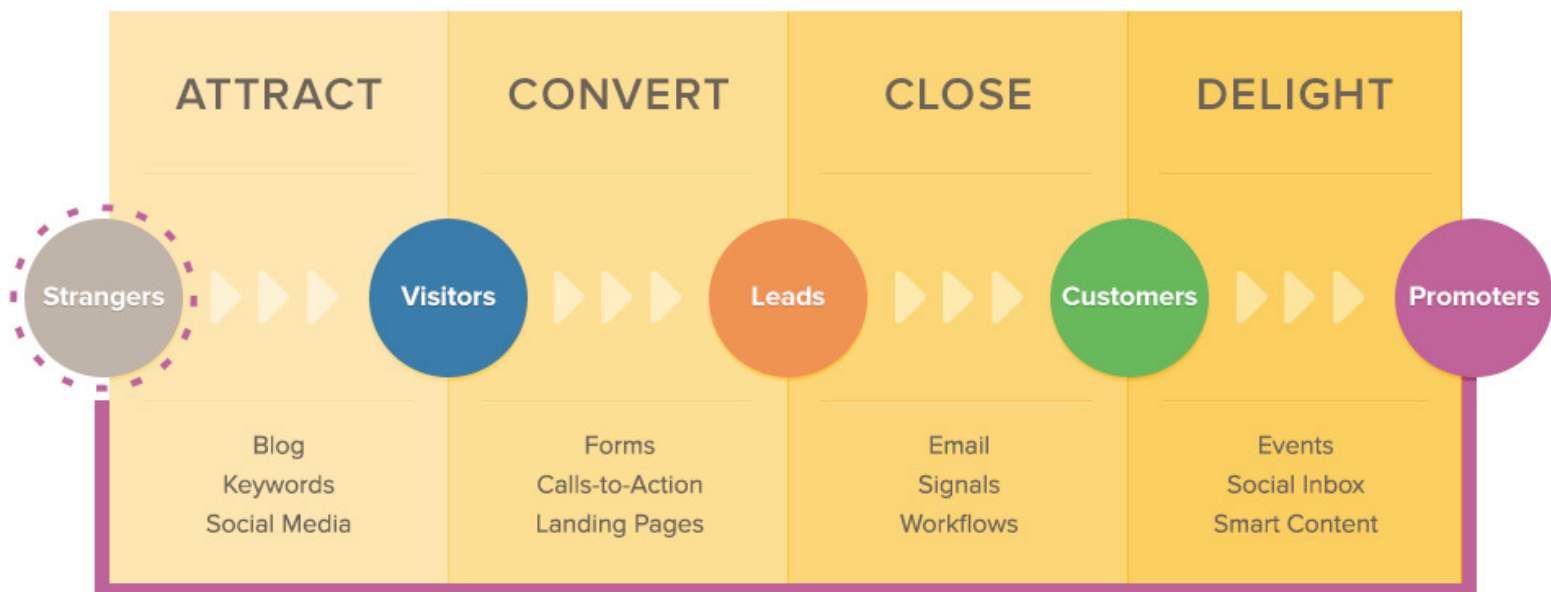 ATTRACT
CONVERT
CLOSE
DELIGHT
Strangers
Visitors
Leads
Customers
Promoters
Blog
Keywords
Social Media
Forms
Calls-to-Action
Landing Pages
Email
Signals
Workflows
Events
Social Inbox
Smart Content